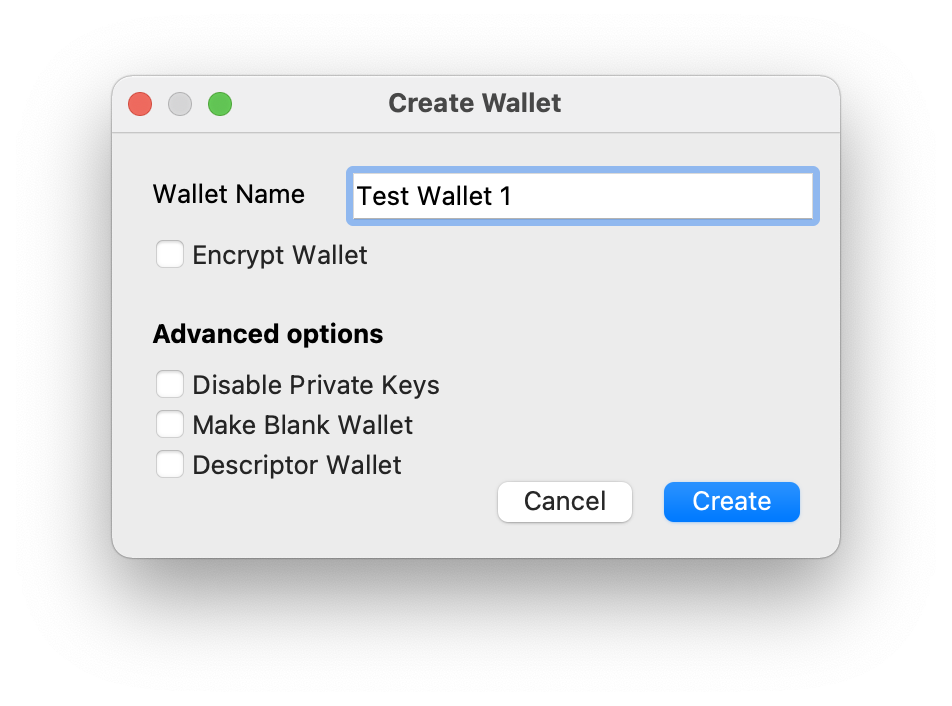 Create Wallet
Wallet Name
Test Wallet 1
Encrypt Wallet
Advanced options
Disable Private Keys
Make Blank Wallet
Descriptor Wallet
Cancel
Create